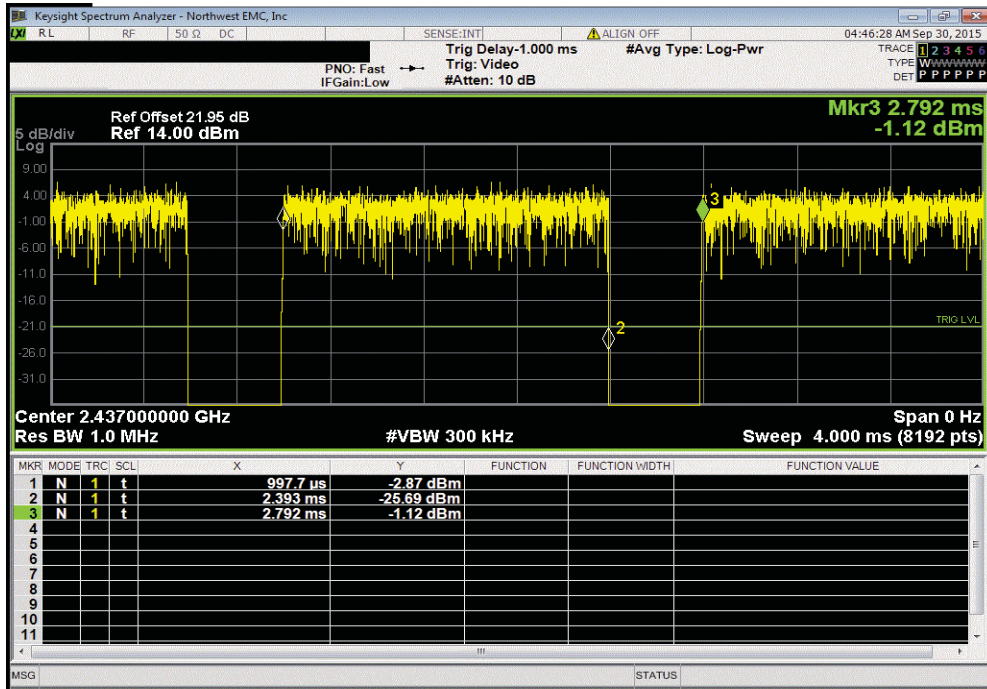 Keysight Spectrum Analyzer - Northwest EMC, Inc
LXI RL RF 50 Ω DC SENSE:INT ALIGN OFF 04:46:28 AM Sep 30, 2015
PNO: Fast
IFGain:Low
Trig Delay-1.000 ms
Trig: Video
#Atten: 10 dB
#Avg Type: Log-Pwr
TRACE 1 2 3 4 5 6
TYPE WWWWWW
DET P P P P P P
Mkr3 2.792 ms
-1.12 dBm
Ref Offset 21.95 dB
5 dB/div Ref 14.00 dBm
Log
9.00
4.00
-1.00
-6.00
-11.0
-16.0
-21.0
-26.0
-31.0
3
2
TRIG LVL
Center 2.437000000 GHz Span 0 Hz
Res BW 1.0 MHz #VBW 300 kHz Sweep 4.000 ms (8192 pts)
MKR MODE TRC SCL X Y FUNCTION FUNCTION WIDTH FUNCTION VALUE
1 N 1 t 997.7 µs -2.87 dBm
2 N 1 t 2.393 ms -25.69 dBm
3 N 1 t 2.792 ms -1.12 dBm
4
5
6
7
8
9
10
11
MSG STATUS